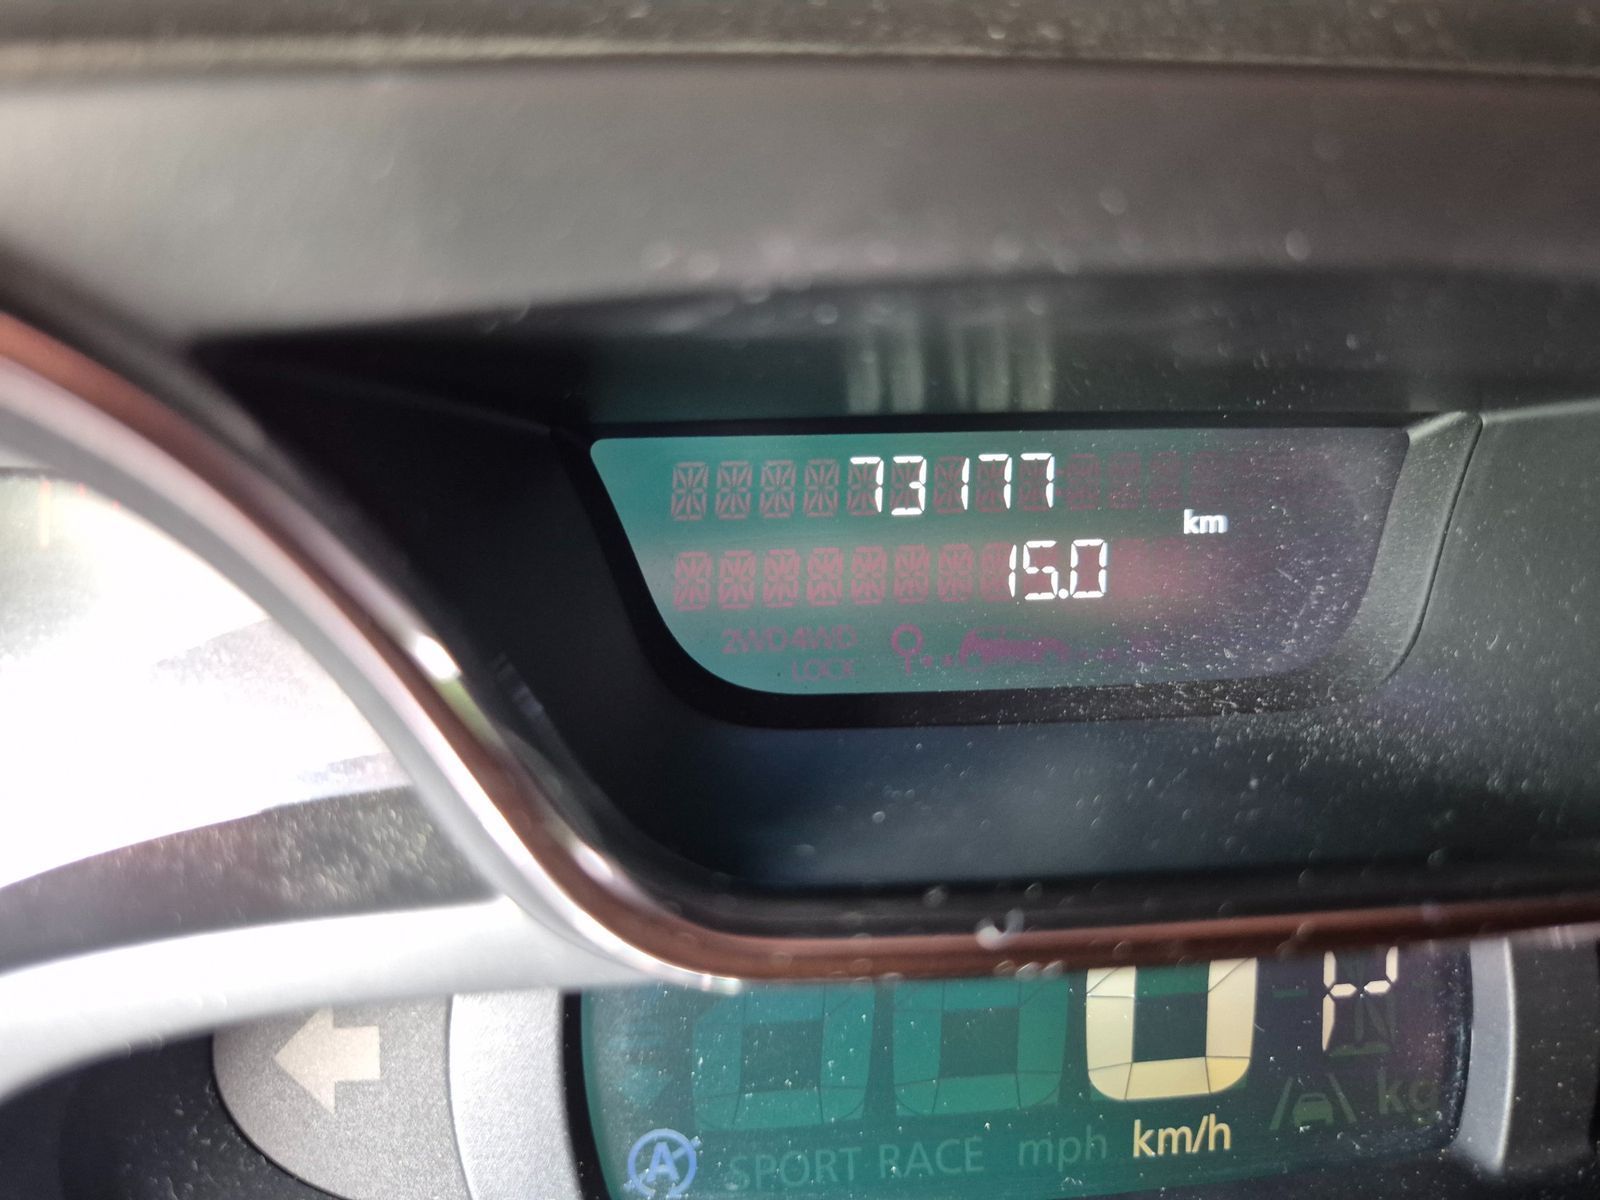 73177
km
15.0
2WD 4WD
LOCK
0 P
kg
A SPORT RACE mph km/h